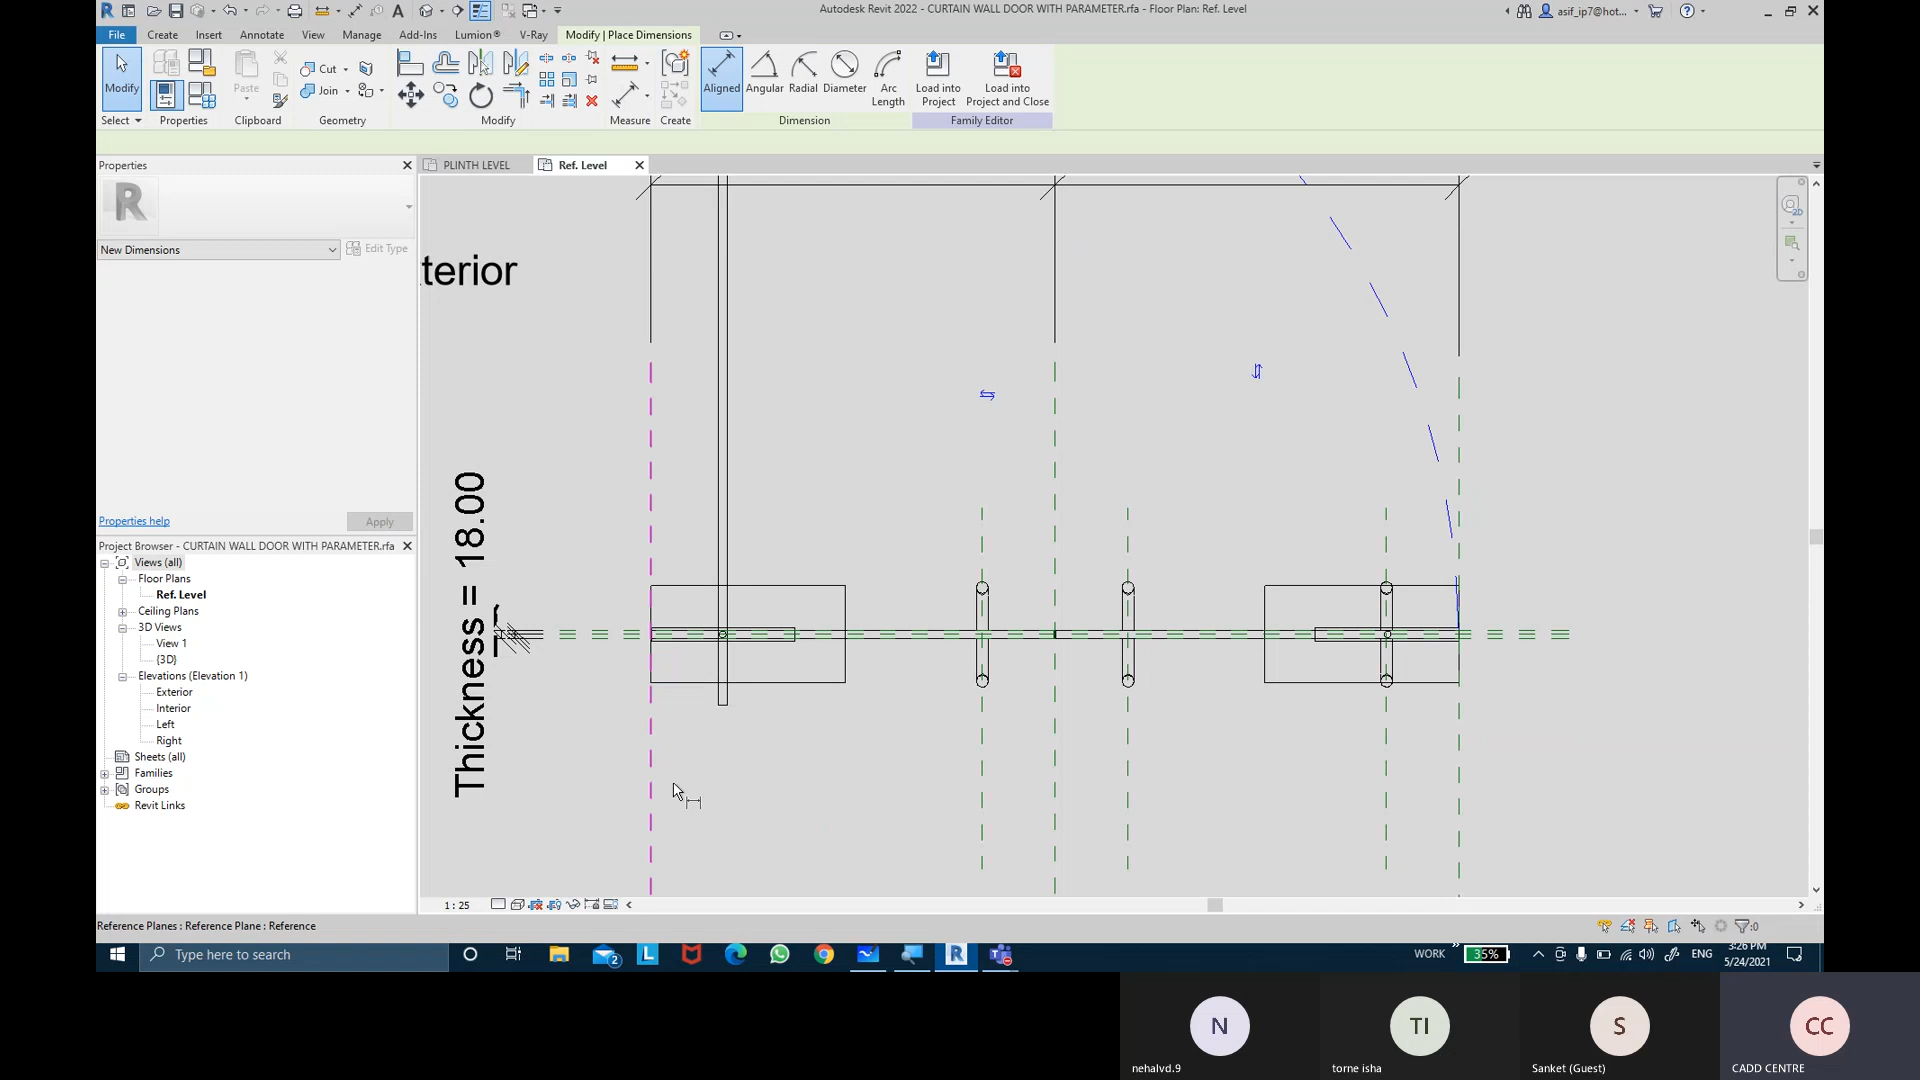 Autodesk Revit 2022 - CURTAIN WALL DOOR WITH PARAMETER.rfa - Floor Plan: Ref. Level
asif_ip7@hot...
File Create Insert Annotate View Manage Add-Ins Lumion® V-Ray Modify | Place Dimensions
Modify
Paste
Cut
Join
Aligned Angular Radial Diameter Arc Length
Load into Project
Load into Project and Close
Select Properties Clipboard Geometry Modify Measure Create Dimension Family Editor
Properties
PLINTH LEVEL
Ref. Level
New Dimensions
Edit Type
Properties help
Apply
Project Browser - CURTAIN WALL DOOR WITH PARAMETER.rfa
Views (all)
Floor Plans
Ref. Level
Ceiling Plans
3D Views
View 1
{3D}
Elevations (Elevation 1)
Exterior
Interior
Left
Right
Sheets (all)
Families
Groups
Revit Links
terior
Thickness = 18.00
1 : 25
Reference Planes : Reference Plane : Reference
:0
Type here to search
2
WORK
35%
ENG
3:26 PM
5/24/2021
N
nehalvd.9
TI
torne isha
S
Sanket (Guest)
CC
CADD CENTRE